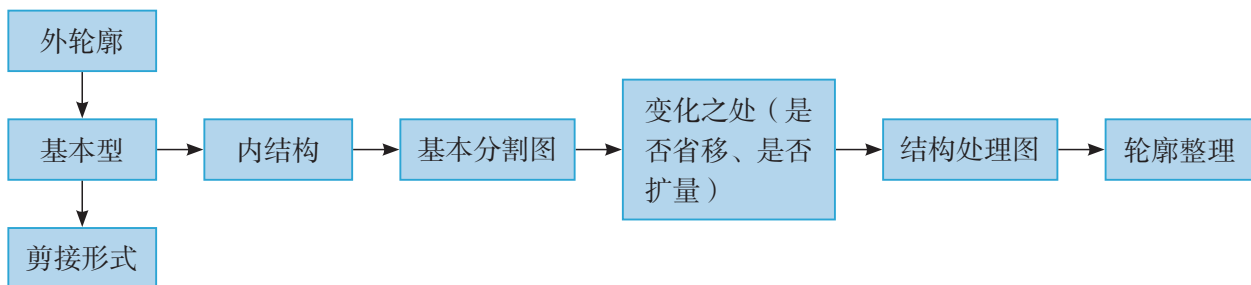 外轮廓
基本型
剪接形式
内结构
基本分割图
变化之处（是
否省移、是否
扩量）
结构处理图
轮廓整理